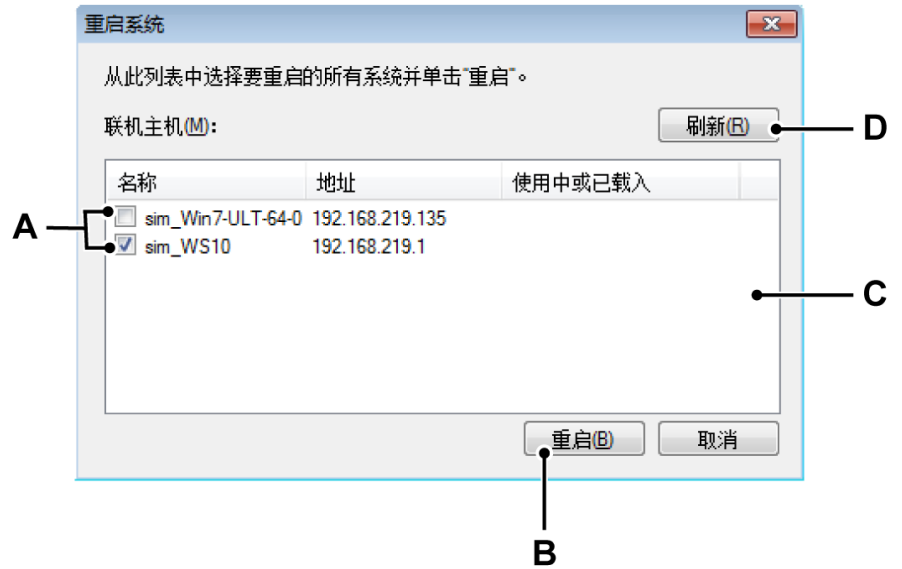 重启系统
从此列表中选择要重启的所有系统并单击"重启"。
联机主机(M):
刷新(R)
D
名称 地址 使用中或已载入
A
sim_Win7-ULT-64-0 192.168.219.135
sim_WS10 192.168.219.1
C
重启(B) 取消
B